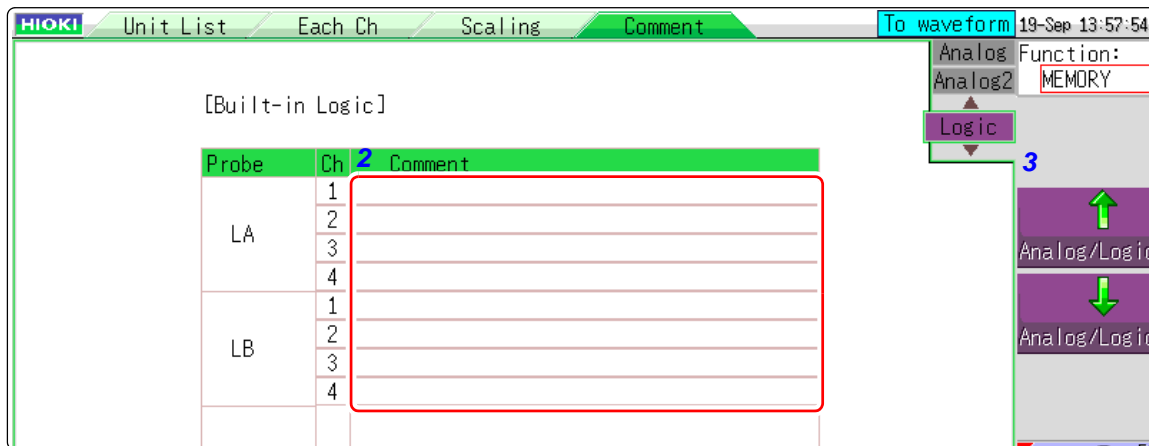 HIOKI Unit List Each Ch Scaling Comment To waveform 19-Sep 13:57:54
Analog Function:
Analog2 MEMORY
[Built-in Logic]
Logic
Probe Ch 2 Comment 3
LA
1
2
3
4
LB
1
2
3
4
Analog/Logic
Analog/Logic